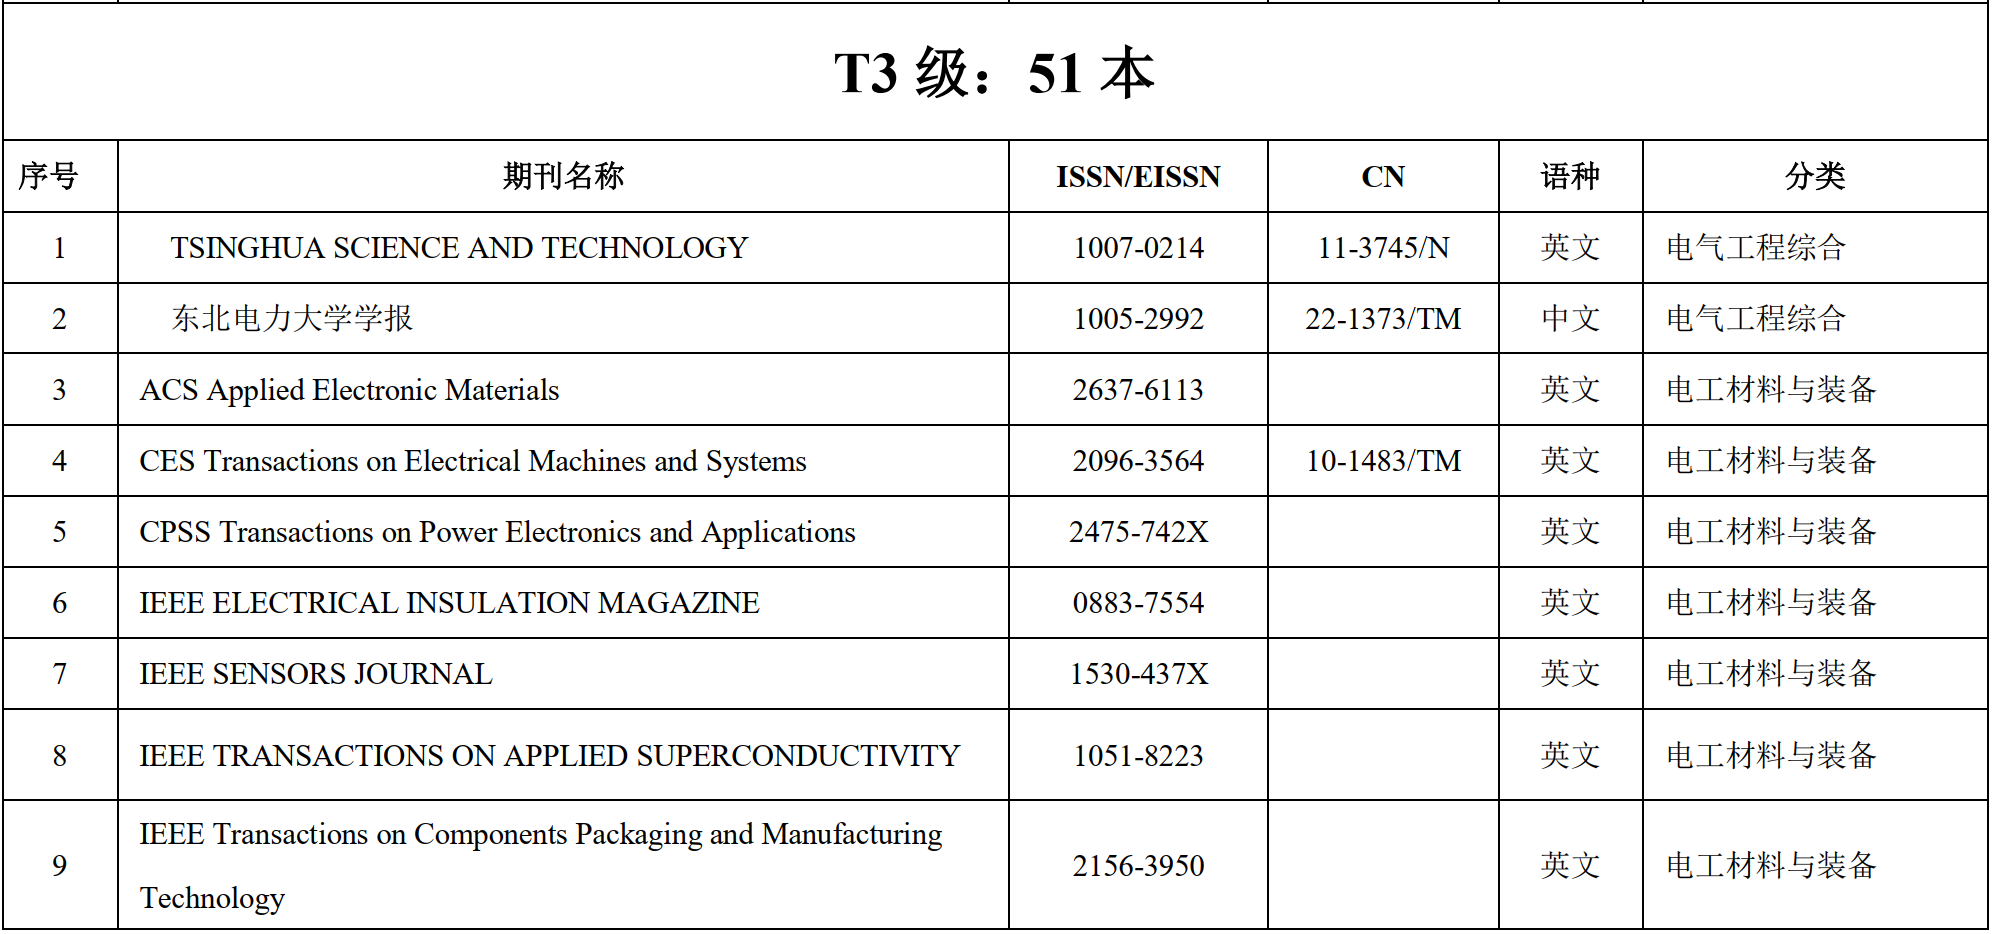 T3 级：51 本
序号 期刊名称 ISSN/EISSN CN 语种 分类
1 TSINGHUA SCIENCE AND TECHNOLOGY 1007-0214 11-3745/N 英文 电气工程综合
2 东北电力大学学报 1005-2992 22-1373/TM 中文 电气工程综合
3 ACS Applied Electronic Materials 2637-6113 英文 电工材料与装备
4 CES Transactions on Electrical Machines and Systems 2096-3564 10-1483/TM 英文 电工材料与装备
5 CPSS Transactions on Power Electronics and Applications 2475-742X 英文 电工材料与装备
6 IEEE ELECTRICAL INSULATION MAGAZINE 0883-7554 英文 电工材料与装备
7 IEEE SENSORS JOURNAL 1530-437X 英文 电工材料与装备
8 IEEE TRANSACTIONS ON APPLIED SUPERCONDUCTIVITY 1051-8223 英文 电工材料与装备
9 IEEE Transactions on Components Packaging and Manufacturing
Technology 2156-3950 英文 电工材料与装备